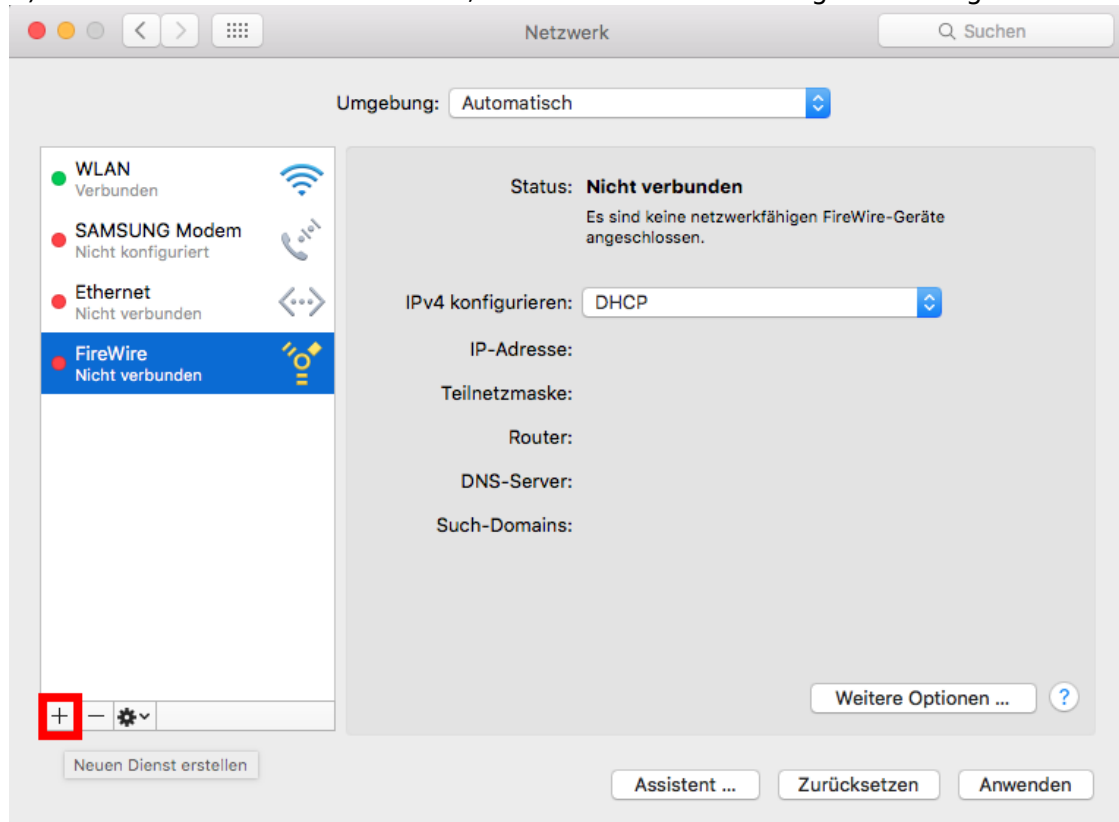 Netzwerk
Suchen
Umgebung: Automatisch
WLAN
Verbunden
SAMSUNG Modem
Nicht konfiguriert
Ethernet
Nicht verbunden
FireWire
Nicht verbunden
Status: Nicht verbunden
Es sind keine netzwerkfähigen FireWire-Geräte
angeschlossen.
IPv4 konfigurieren: DHCP
IP-Adresse:
Teilnetzmaske:
Router:
DNS-Server:
Such-Domains:
Weitere Optionen ... ?
Neuen Dienst erstellen
Assistent ... Zurücksetzen Anwenden